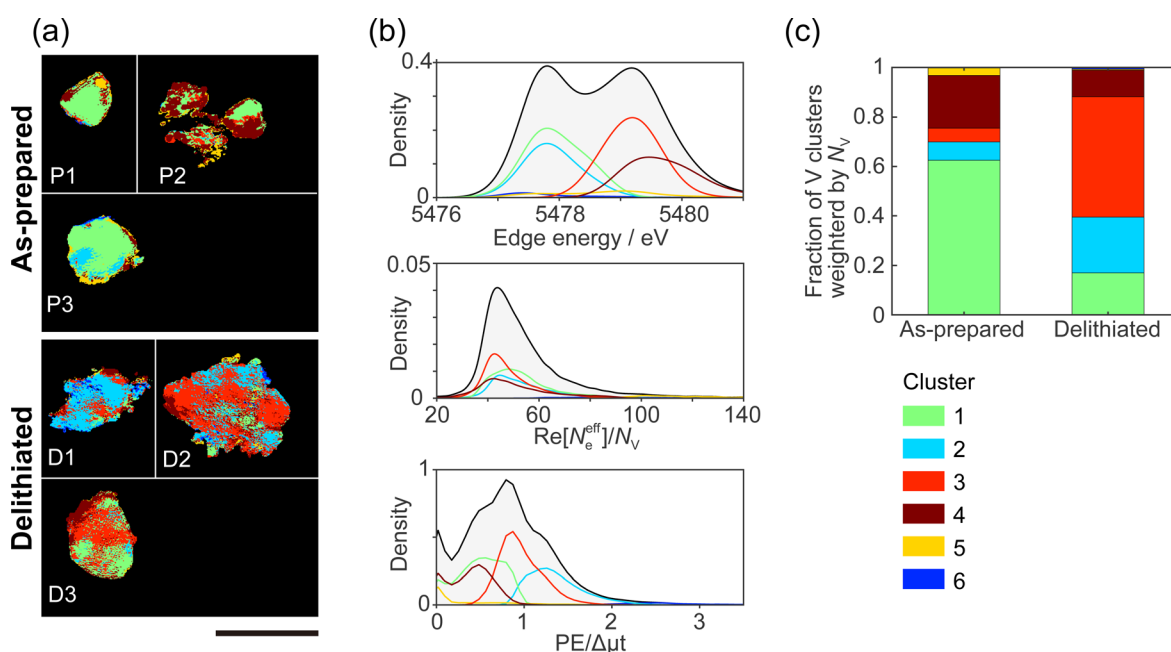 (a)
As-prepared
P1
P2
P3
Delithiated
D1
D2
D3
(b)
0.4
Density
0
5476
5478
5480
Edge energy / eV
0.05
Density
0
20
60
100
140
Re[N_e^eff]/N_V
1
Density
0
0
1
2
3
PE/Δμt
(c)
Fraction of V clusters
weighterd by N_V
1
0.8
0.6
0.4
0.2
0
As-prepared
Delithiated
Cluster
1
2
3
4
5
6